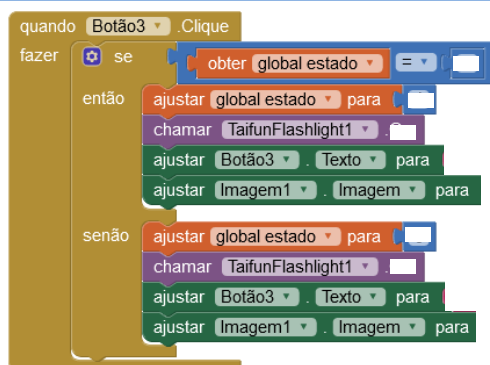 quando Botão3 .Clique
fazer se obter global estado =
então ajustar global estado para
chamar TaifunFlashlight1 .
ajustar Botão3 . Texto para
ajustar Imagem1 . Imagem para
senão ajustar global estado para
chamar TaifunFlashlight1 .
ajustar Botão3 . Texto para
ajustar Imagem1 . Imagem para